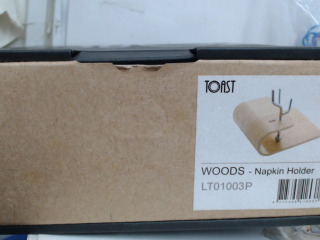 TOAST
WOODS - Napkin Holder
LT01003P